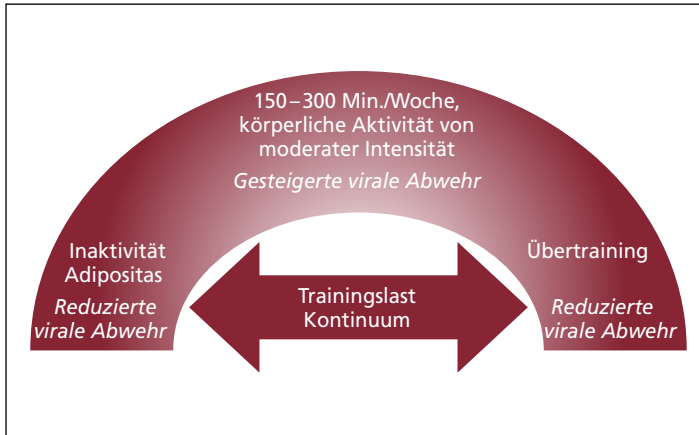 150–300 Min./Woche,
körperliche Aktivität von
moderater Intensität
Gesteigerte virale Abwehr
Inaktivität
Adipositas
Reduzierte
virale Abwehr
Trainingslast
Kontinuum
Übertraining
Reduzierte
virale Abwehr